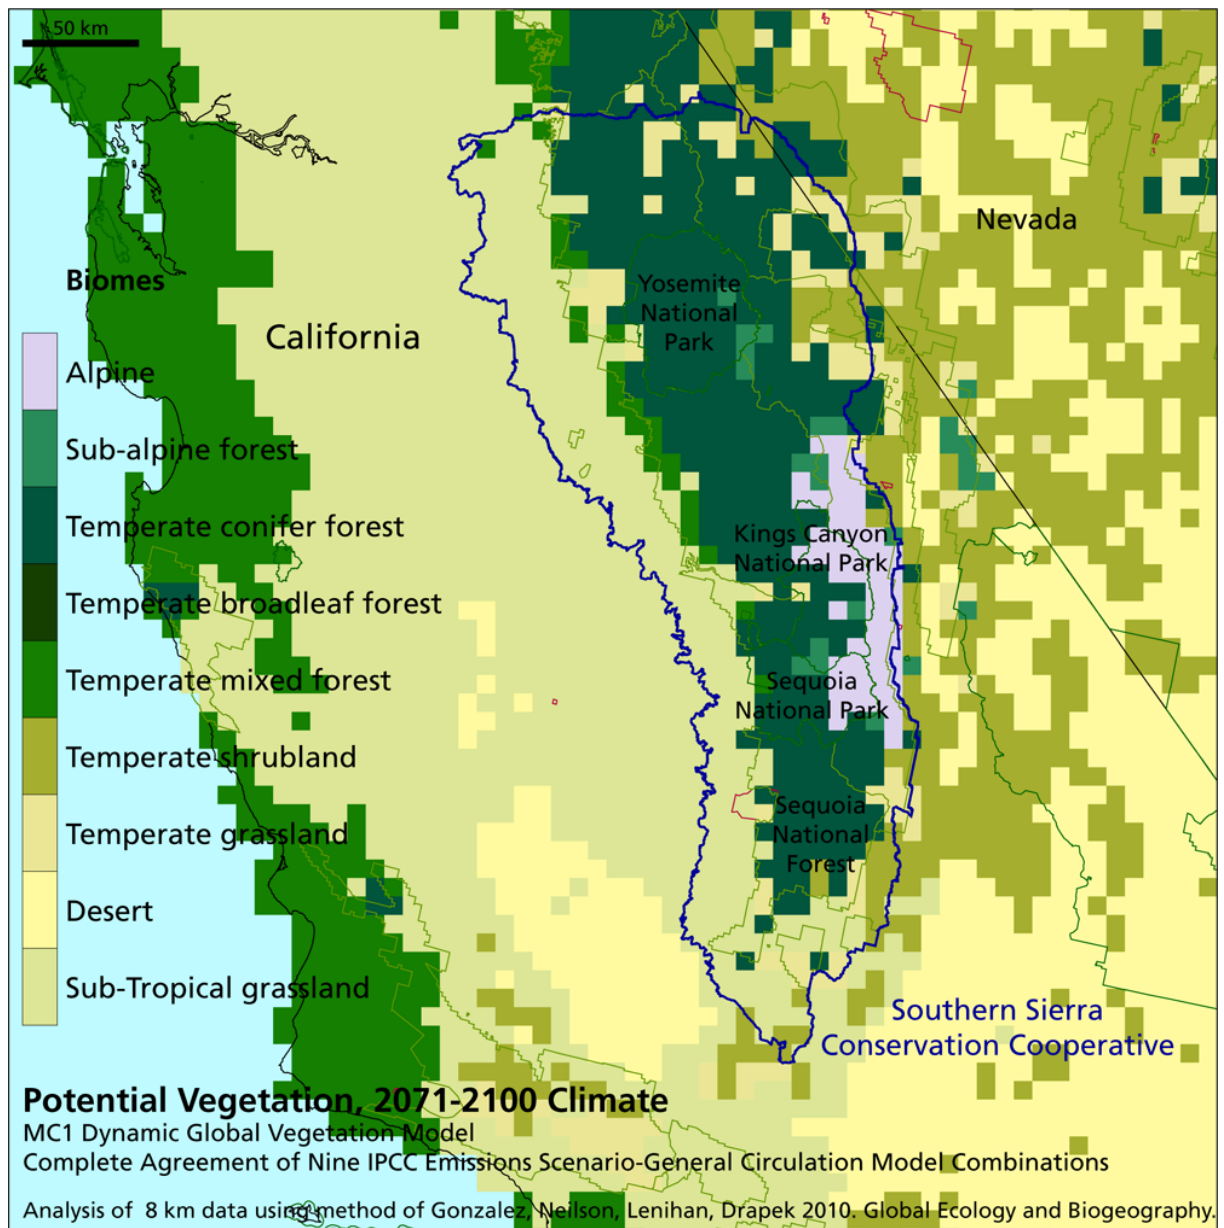 50 km
Nevada
Biomes
Yosemite
National
Park
California
Alpine
Sub-alpine forest
Temperate conifer forest
Kings Canyon
National Park
Temperate broadleaf forest
Temperate mixed forest
Sequoia
National Park
Temperate shrubland
Temperate grassland
Sequoia
National
Forest
Desert
Sub-Tropical grassland
Southern Sierra
Conservation Cooperative
Potential Vegetation, 2071-2100 Climate
MC1 Dynamic Global Vegetation Model
Complete Agreement of Nine IPCC Emissions Scenario-General Circulation Model Combinations
Analysis of 8 km data using method of Gonzalez, Neilson, Lenihan, Drapek 2010. Global Ecology and Biogeography.